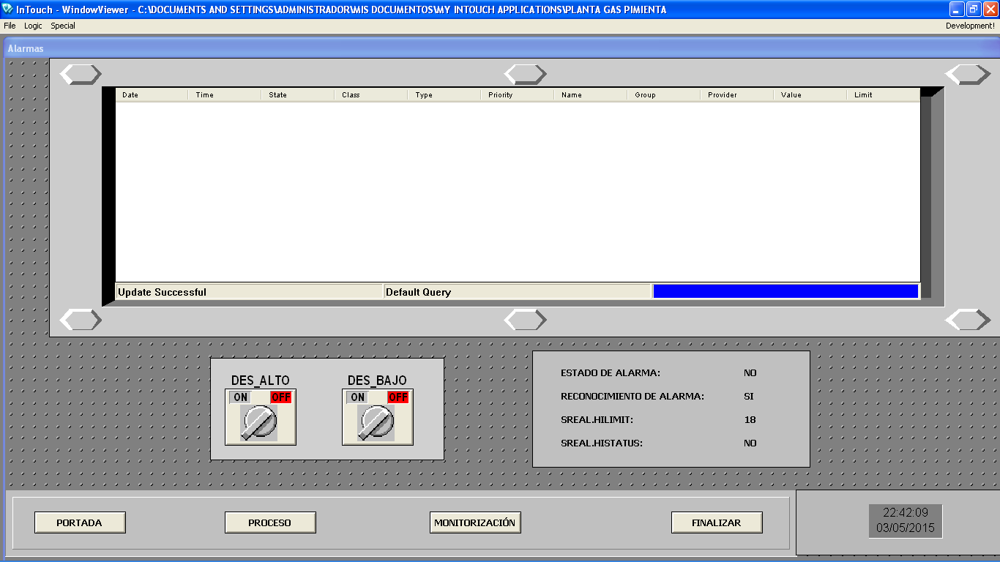 InTouch - WindowViewer - C:\DOCUMENTS AND SETTINGS\ADMINISTRADOR\MIS DOCUMENTOS\MY INTOUCH APPLICATIONS\PLANTA GAS PIMIENTA
File Logic Special Development!
Alarmas
Date Time State Class Type Priority Name Group Provider Value Limit
Update Successful Default Query
DES_ALTO DES_BAJO
ON OFF ON OFF
ESTADO DE ALARMA: NO
RECONOCIMIENTO DE ALARMA: SI
SREAL.HILIMIT: 18
SREAL.HISTATUS: NO
PORTADA PROCESO MONITORIZACIÓN FINALIZAR
22:42:09
03/05/2015